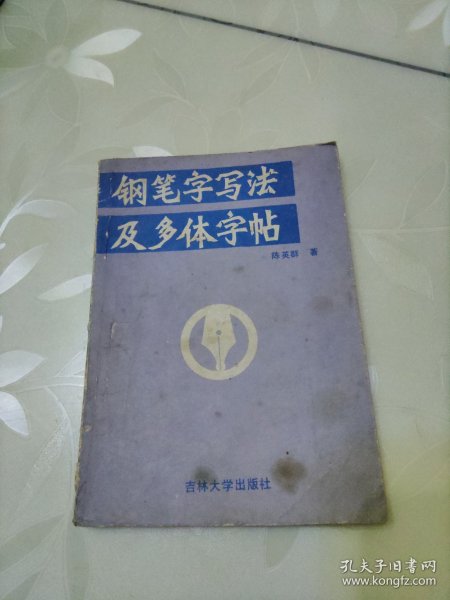 钢笔字写法
及多体字帖
陈英群 著
吉林大学出版社
孔夫子旧书网
www.kongfz.com